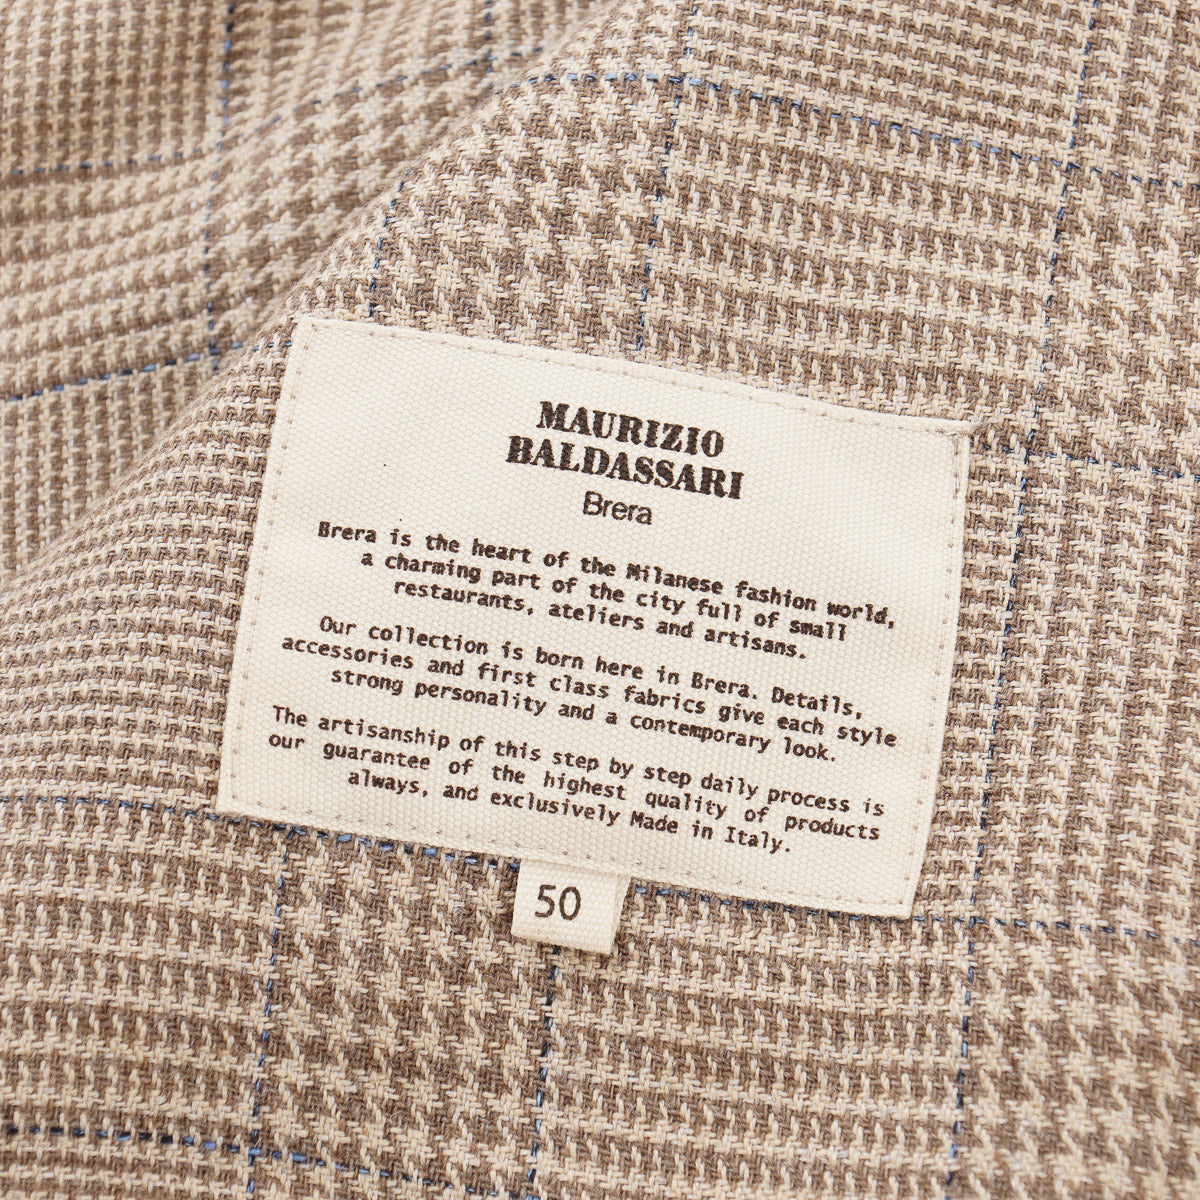 MAURIZIO
BALDASSARI
Brera
Brera is the heart of the Milanese fashion world,
a charming part of the city full of small
restaurants, ateliers and artisans.
Our collection is born here in Brera. Details,
accessories and first class fabrics give each style
strong personality and a contemporary look.
The artisanship of this step by step daily process is
our guarantee of the highest quality of products
always, and exclusively Made in Italy.
50